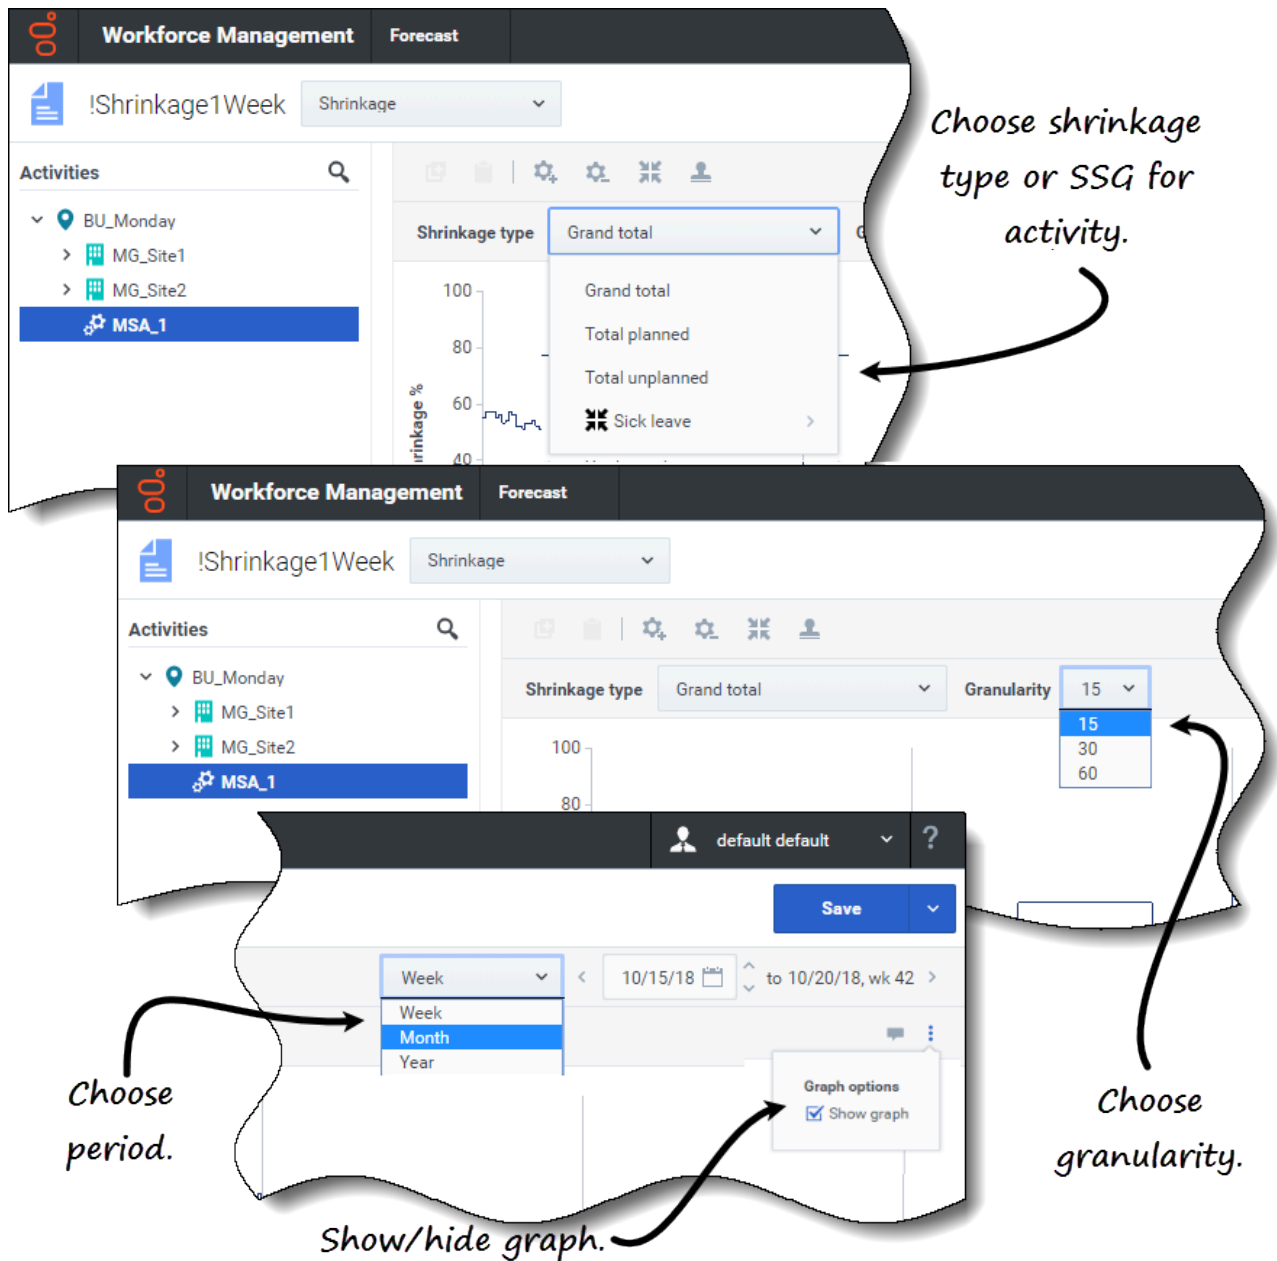 Workforce Management Forecast
!Shrinkage1Week Shrinkage
Activities
BU_Monday
MG_Site1
MG_Site2
MSA_1
Shrinkage type Grand total
Grand total
Total planned
Total unplanned
Sick leave
100
80
60
40
Choose shrinkage
type or SSG for
activity.
Workforce Management Forecast
!Shrinkage1Week Shrinkage
Activities
BU_Monday
MG_Site1
MG_Site2
MSA_1
Shrinkage type Grand total Granularity 15
15
30
60
100
80
default default ?
Save
Week 10/15/18 to 10/20/18, wk 42
Week
Month
Year
Graph options
Show graph
Choose
period.
Choose
granularity.
Show/hide graph.